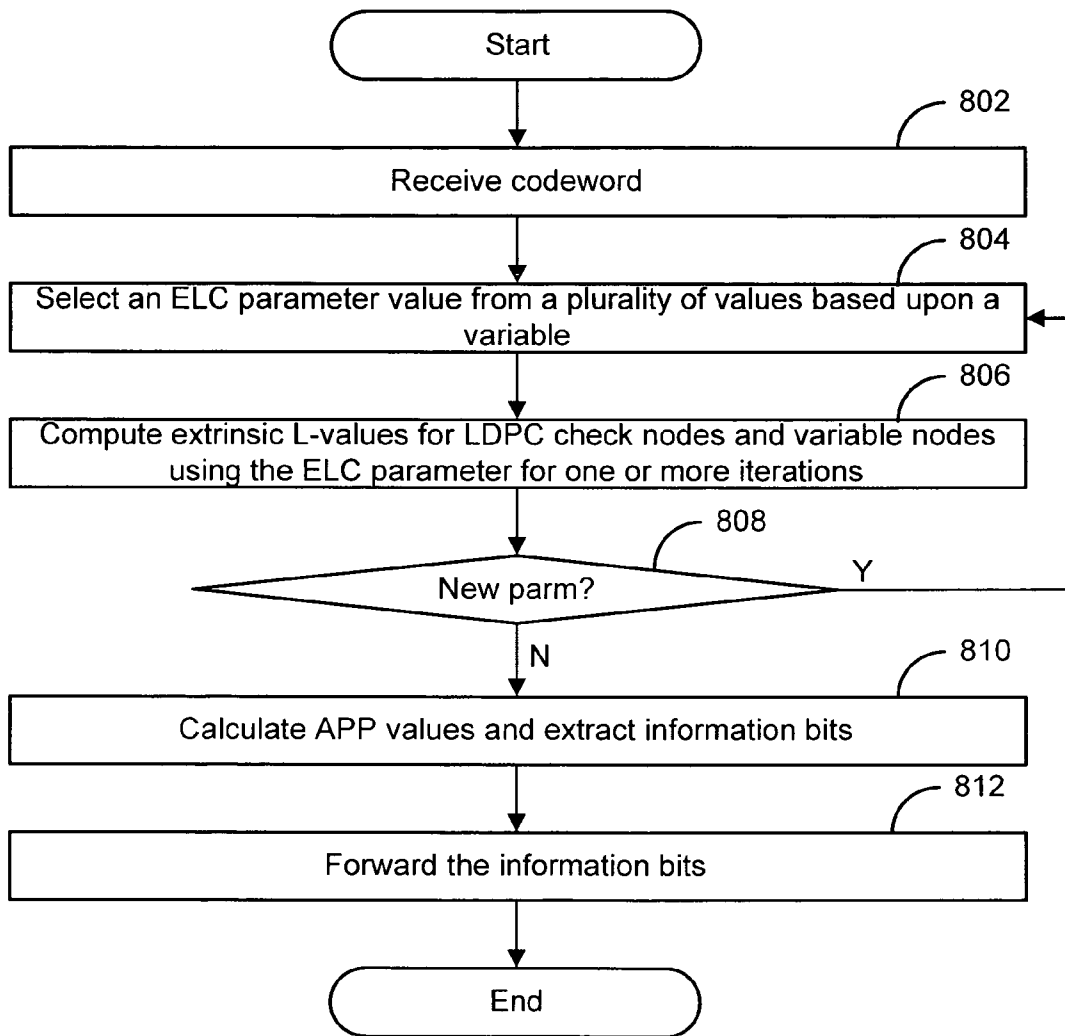 Start
802
Receive codeword
804
Select an ELC parameter value from a plurality of values based upon a
variable
806
Compute extrinsic L-values for LDPC check nodes and variable nodes
using the ELC parameter for one or more iterations
808
New parm?
Y
N
810
Calculate APP values and extract information bits
812
Forward the information bits
End